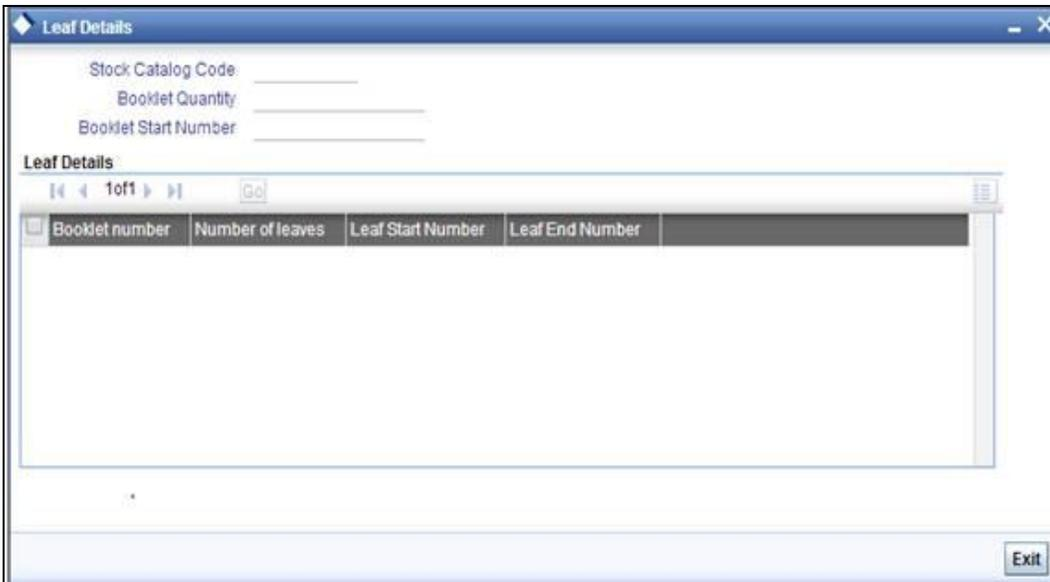 Leaf Details
Stock Catalog Code
Booklet Quantity
Booklet Start Number
Leaf Details
1of1 Go
Booklet number Number of leaves Leaf Start Number Leaf End Number
Exit